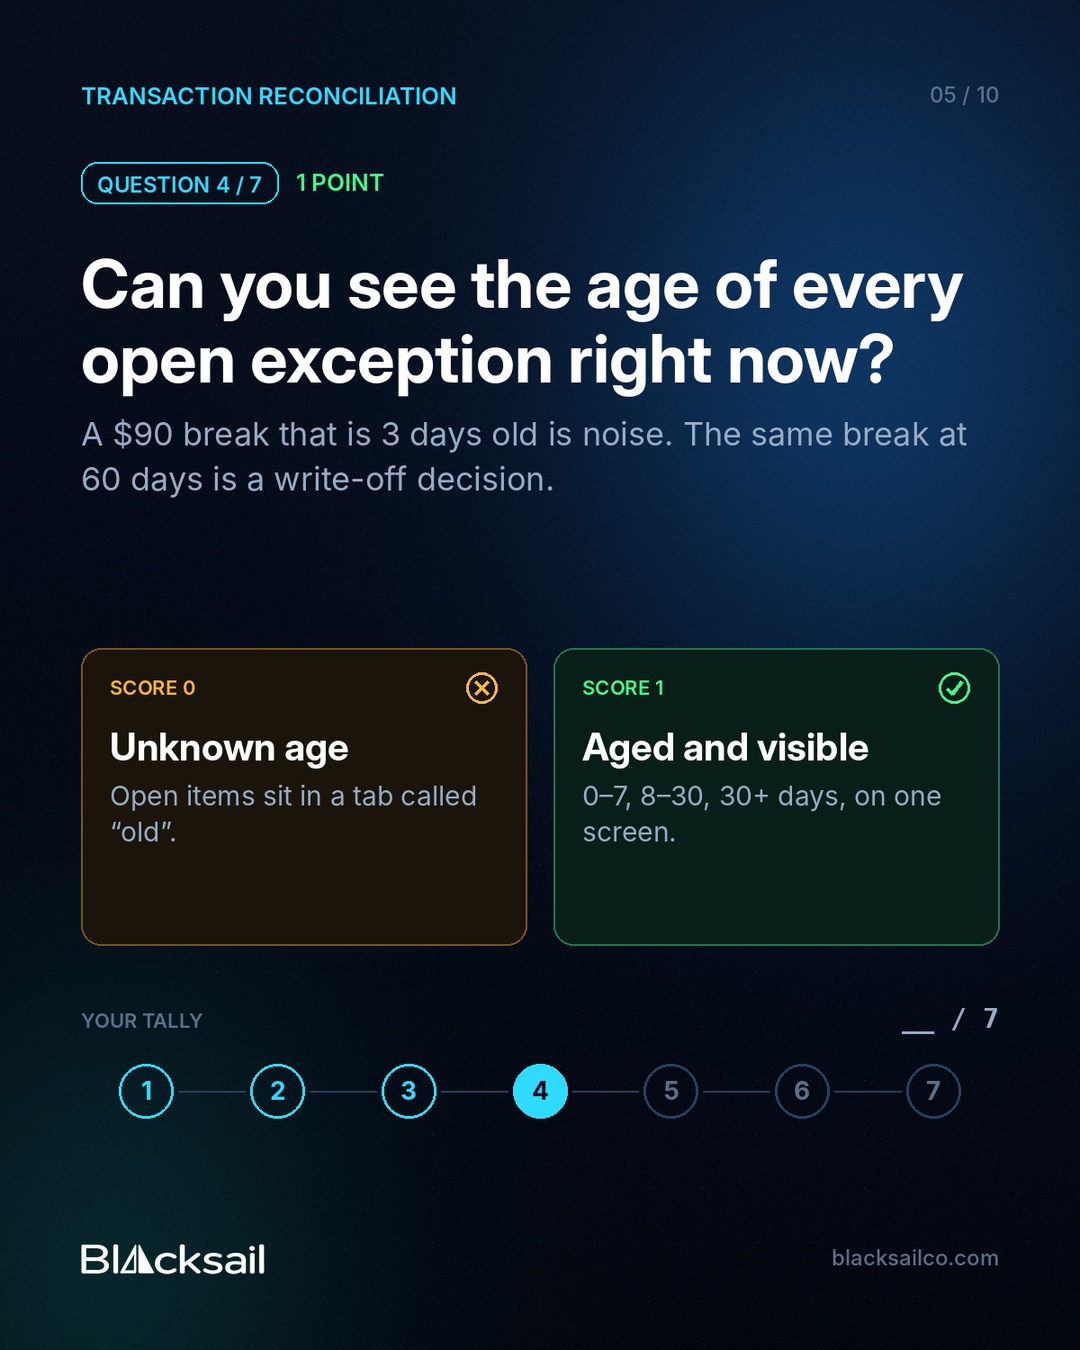 TRANSACTION RECONCILIATION
05 / 10
QUESTION 4 / 7
1 POINT
Can you see the age of every
open exception right now?
A $90 break that is 3 days old is noise. The same break at
60 days is a write-off decision.
SCORE 0
Unknown age
Open items sit in a tab called
“old”.
SCORE 1
Aged and visible
0–7, 8–30, 30+ days, on one
screen.
YOUR TALLY
__ / 7
1
2
3
4
5
6
7
Blacksail
blacksailco.com